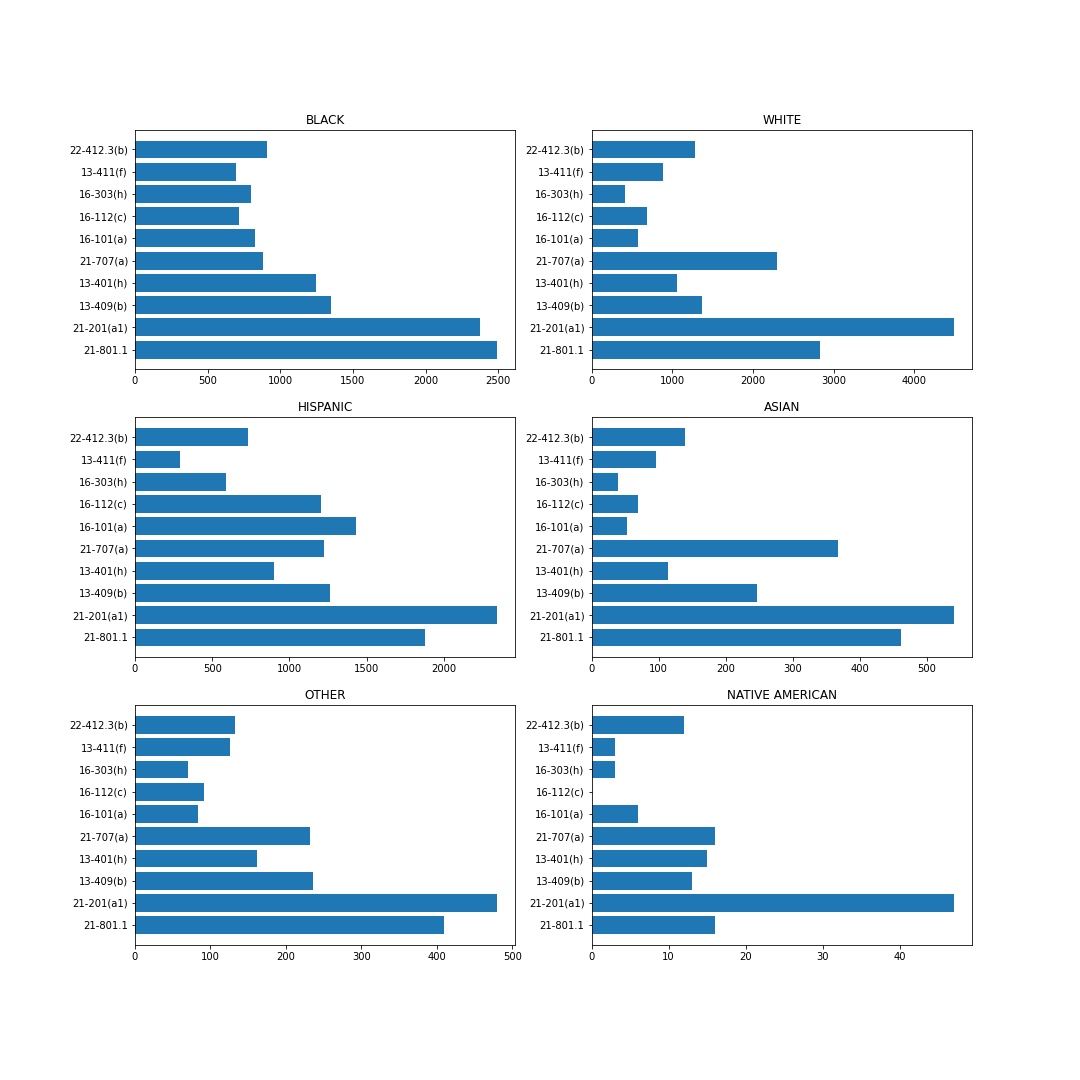 BLACK
22-412.3(b)
13-411(f)
16-303(h)
16-112(c)
16-101(a)
21-707(a)
13-401(h)
13-409(b)
21-201(a1)
21-801.1
0 500 1000 1500 2000 2500
WHITE
22-412.3(b)
13-411(f)
16-303(h)
16-112(c)
16-101(a)
21-707(a)
13-401(h)
13-409(b)
21-201(a1)
21-801.1
0 1000 2000 3000 4000
HISPANIC
22-412.3(b)
13-411(f)
16-303(h)
16-112(c)
16-101(a)
21-707(a)
13-401(h)
13-409(b)
21-201(a1)
21-801.1
0 500 1000 1500 2000
ASIAN
22-412.3(b)
13-411(f)
16-303(h)
16-112(c)
16-101(a)
21-707(a)
13-401(h)
13-409(b)
21-201(a1)
21-801.1
0 100 200 300 400 500
OTHER
22-412.3(b)
13-411(f)
16-303(h)
16-112(c)
16-101(a)
21-707(a)
13-401(h)
13-409(b)
21-201(a1)
21-801.1
0 100 200 300 400 500
NATIVE AMERICAN
22-412.3(b)
13-411(f)
16-303(h)
16-112(c)
16-101(a)
21-707(a)
13-401(h)
13-409(b)
21-201(a1)
21-801.1
0 10 20 30 40